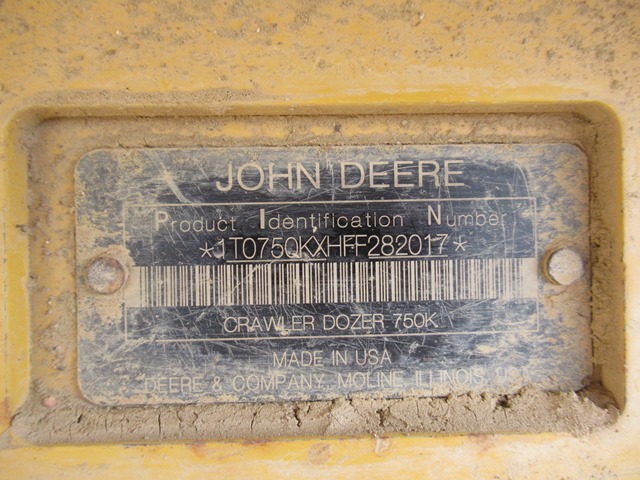 JOHN DEERE
Product Identification Number
*1T0750KXHFF282017*
CRAWLER DOZER 750K
MADE IN USA
DEERE & COMPANY, MOLINE, ILLINOIS, U